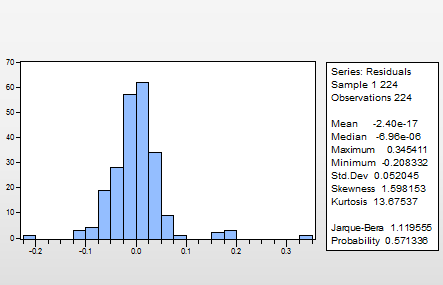 70
60
50
40
30
20
10
0
-0.2 -0.1 0.0 0.1 0.2 0.3
Series: Residuals
Sample 1 224
Observations 224
Mean -2.40e-17
Median -6.96e-06
Maximum 0.345411
Minimum -0.208332
Std.Dev 0.052045
Skewness 1.598153
Kurtosis 13.67537
Jarque-Bera 1.119555
Probability 0.571336